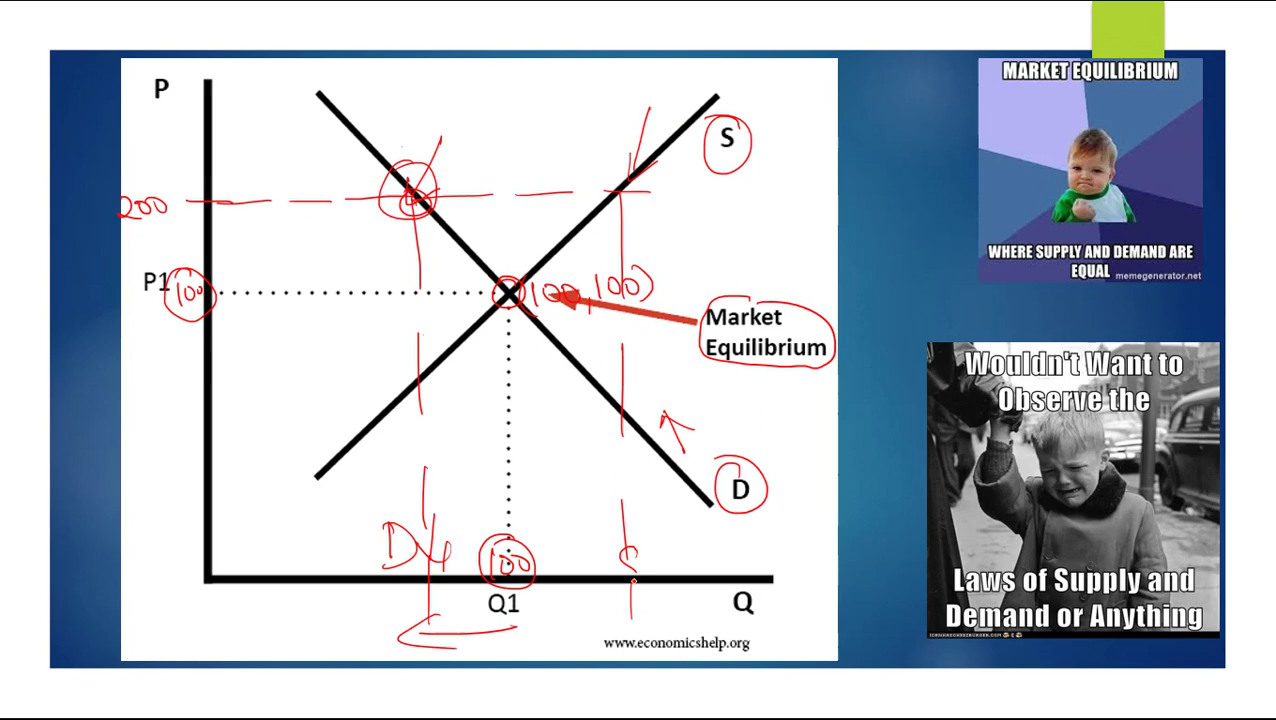 P
S
200
P1
100
(100,100)
Market
Equilibrium
D
D
100
Q1
Q
www.economicshelp.org
MARKET EQUILIBRIUM
WHERE SUPPLY AND DEMAND ARE
EQUAL
memegenerator.net
Wouldn't Want to
Observe the
Laws of Supply and
Demand or Anything